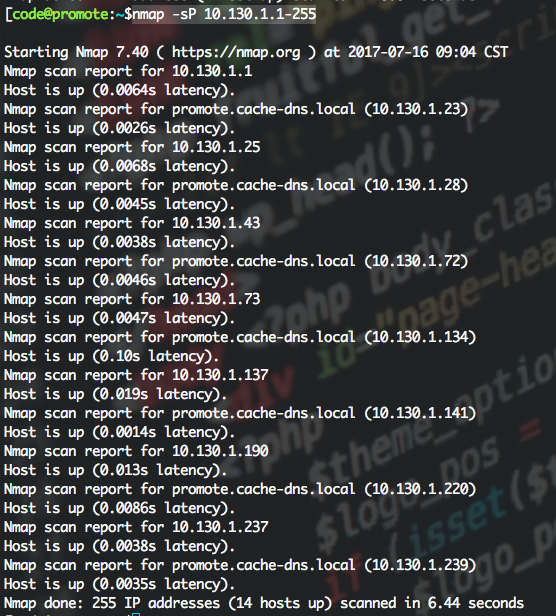 [code@promote:~$nmap -sP 10.130.1.1-255
Starting Nmap 7.40 ( https://nmap.org ) at 2017-07-16 09:04 CST
Nmap scan report for 10.130.1.1
Host is up (0.0064s latency).
Nmap scan report for promote.cache-dns.local (10.130.1.23)
Host is up (0.0026s latency).
Nmap scan report for 10.130.1.25
Host is up (0.0068s latency).
Nmap scan report for promote.cache-dns.local (10.130.1.28)
Host is up (0.0045s latency).
Nmap scan report for 10.130.1.43
Host is up (0.0038s latency).
Nmap scan report for promote.cache-dns.local (10.130.1.72)
Host is up (0.0046s latency).
Nmap scan report for 10.130.1.73
Host is up (0.0047s latency).
Nmap scan report for promote.cache-dns.local (10.130.1.134)
Host is up (0.10s latency).
Nmap scan report for 10.130.1.137
Host is up (0.019s latency).
Nmap scan report for promote.cache-dns.local (10.130.1.141)
Host is up (0.0014s latency).
Nmap scan report for 10.130.1.190
Host is up (0.013s latency).
Nmap scan report for promote.cache-dns.local (10.130.1.220)
Host is up (0.0086s latency).
Nmap scan report for 10.130.1.237
Host is up (0.0038s latency).
Nmap scan report for promote.cache-dns.local (10.130.1.239)
Host is up (0.0035s latency).
Nmap done: 255 IP addresses (14 hosts up) scanned in 6.44 seconds